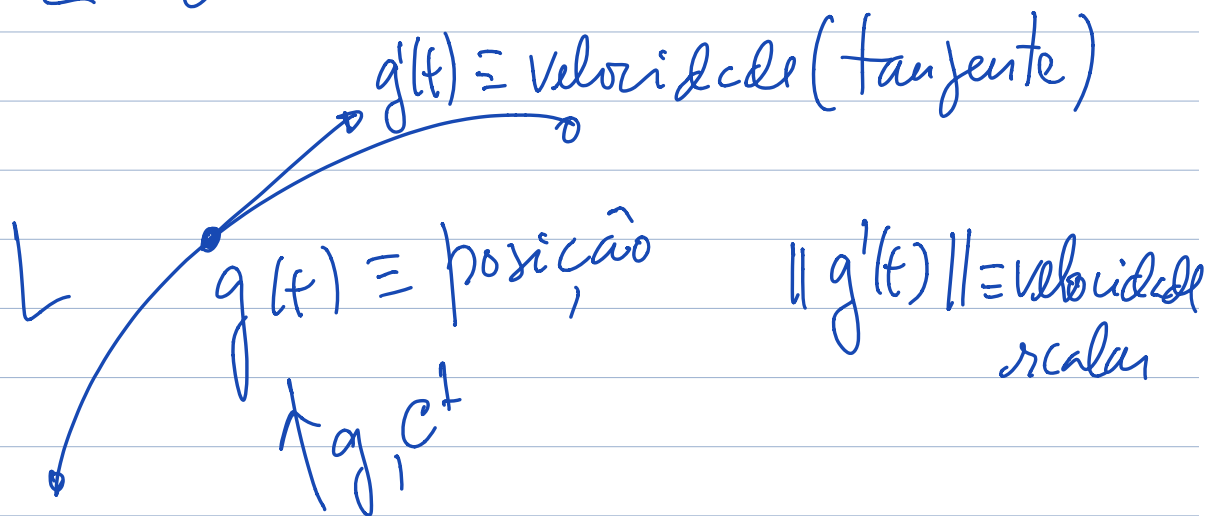 g'(t) ≡ velocidade (tangente)
L
g(t) ≡ posição
||g'(t)|| ≡ velocidade
escalar
↑ g, C¹